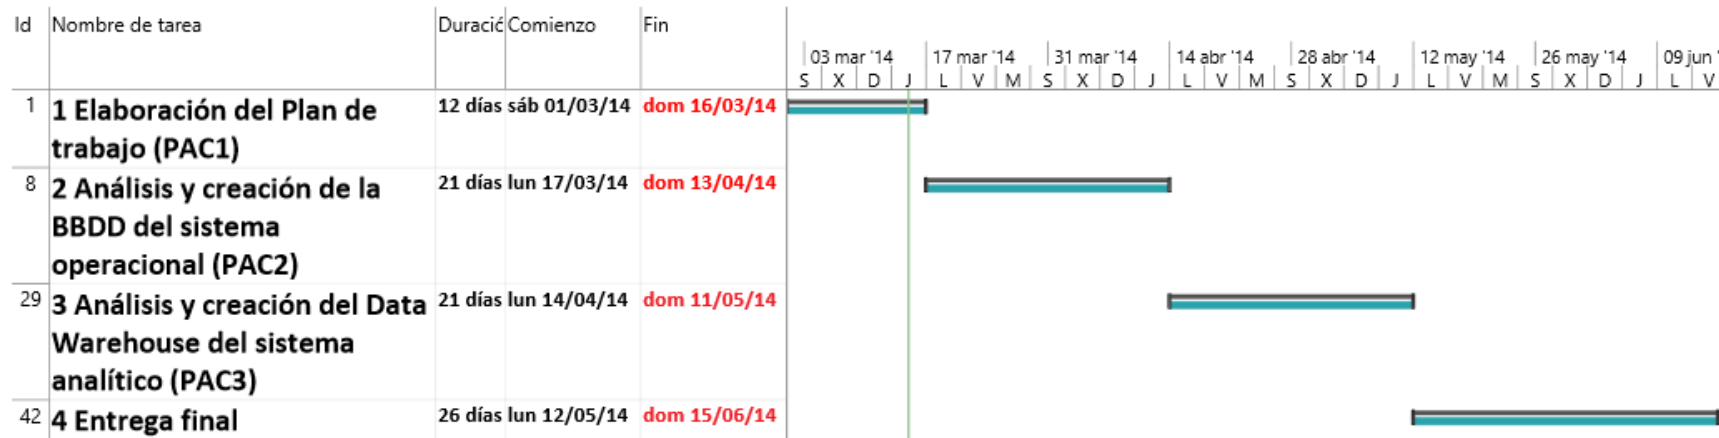 Id Nombre de tarea Duració Comienzo Fin
03 mar '14 17 mar '14 31 mar '14 14 abr '14 28 abr '14 12 may '14 26 may '14 09 jun '
S X D J L V M S X D J L V M S X D J L V M S X D J L V
1 1 Elaboración del Plan de 12 días sáb 01/03/14 dom 16/03/14
trabajo (PAC1)
8 2 Análisis y creación de la 21 días lun 17/03/14 dom 13/04/14
BBDD del sistema
operacional (PAC2)
29 3 Análisis y creación del Data 21 días lun 14/04/14 dom 11/05/14
Warehouse del sistema
analítico (PAC3)
42 4 Entrega final 26 días lun 12/05/14 dom 15/06/14